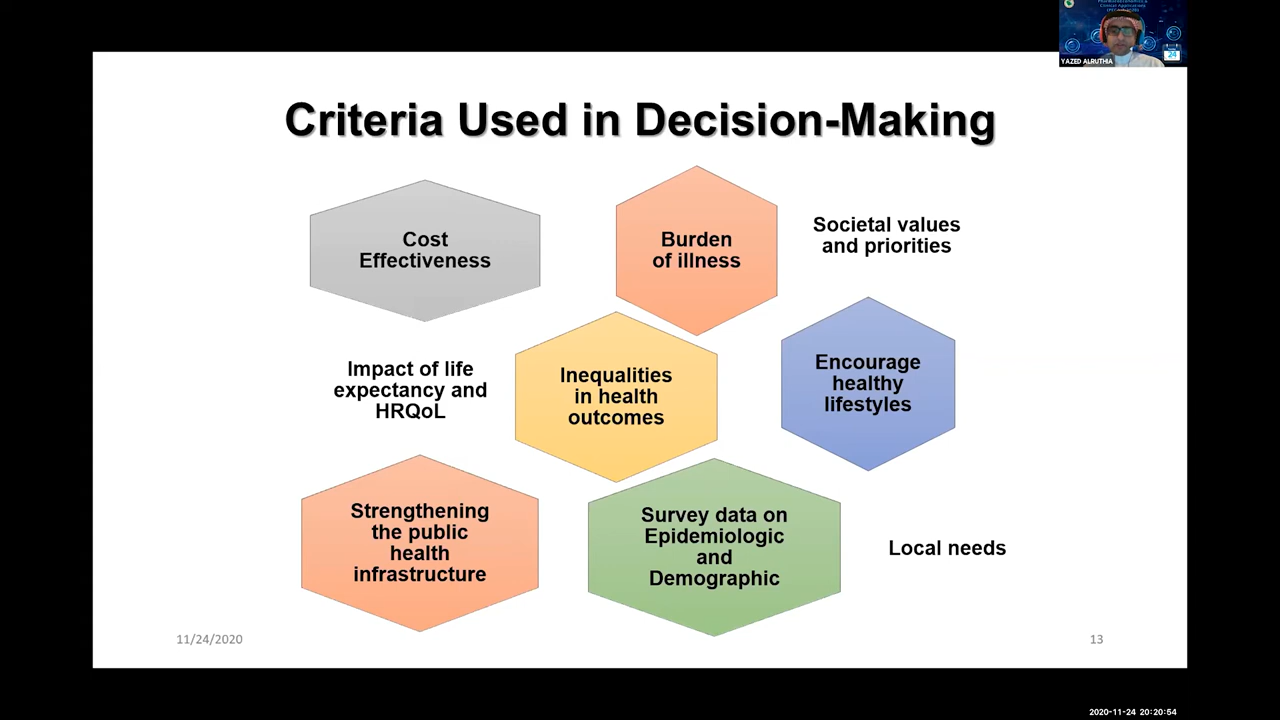 YAZED ALRUTHIA
Criteria Used in Decision-Making
Cost
Effectiveness
Burden
of illness
Societal values
and priorities
Impact of life
expectancy and
HRQoL
Inequalities
in health
outcomes
Encourage
healthy
lifestyles
Strengthening
the public
health
infrastructure
Survey data on
Epidemiologic
and
Demographic
Local needs
11/24/2020
13
2020-11-24 20:20:54